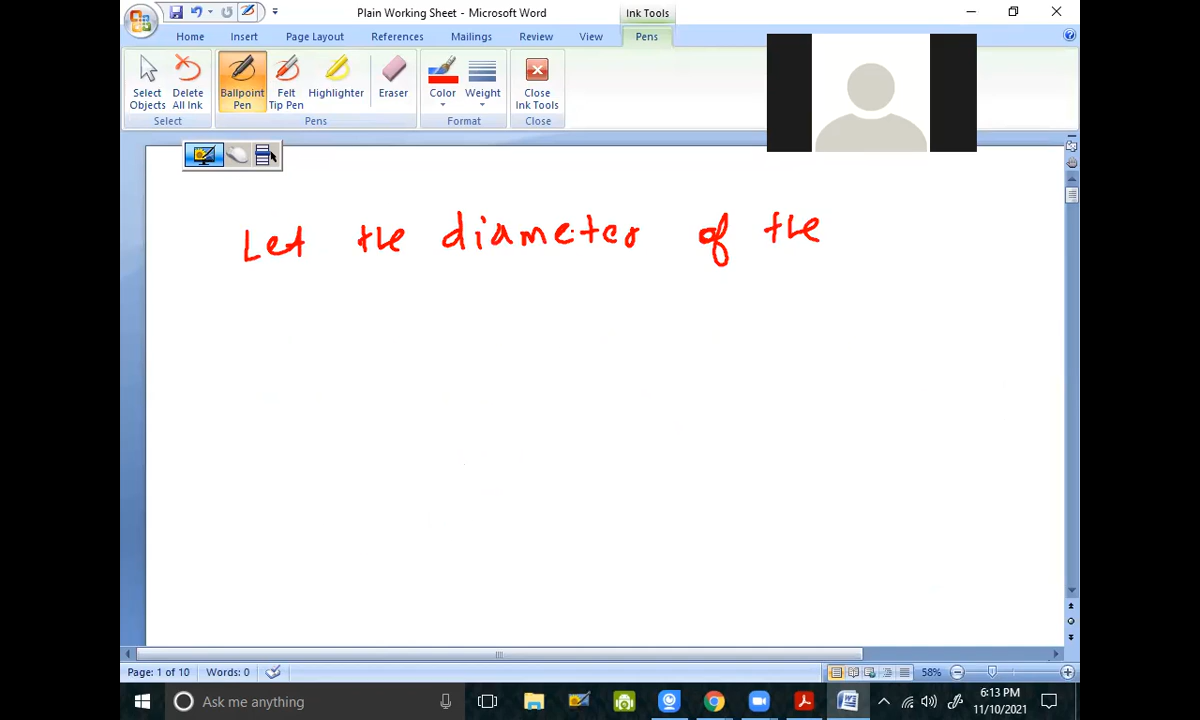 Plain Working Sheet - Microsoft Word
Ink Tools
Home Insert Page Layout References Mailings Review View Pens
Select Objects
Delete All Ink
Ballpoint Pen
Felt Tip Pen
Highlighter
Eraser
Color
Weight
Close Ink Tools
Select Pens Format Close
Let the diameter of the
Page: 1 of 10 Words: 0 58%
Ask me anything
6:13 PM
11/10/2021